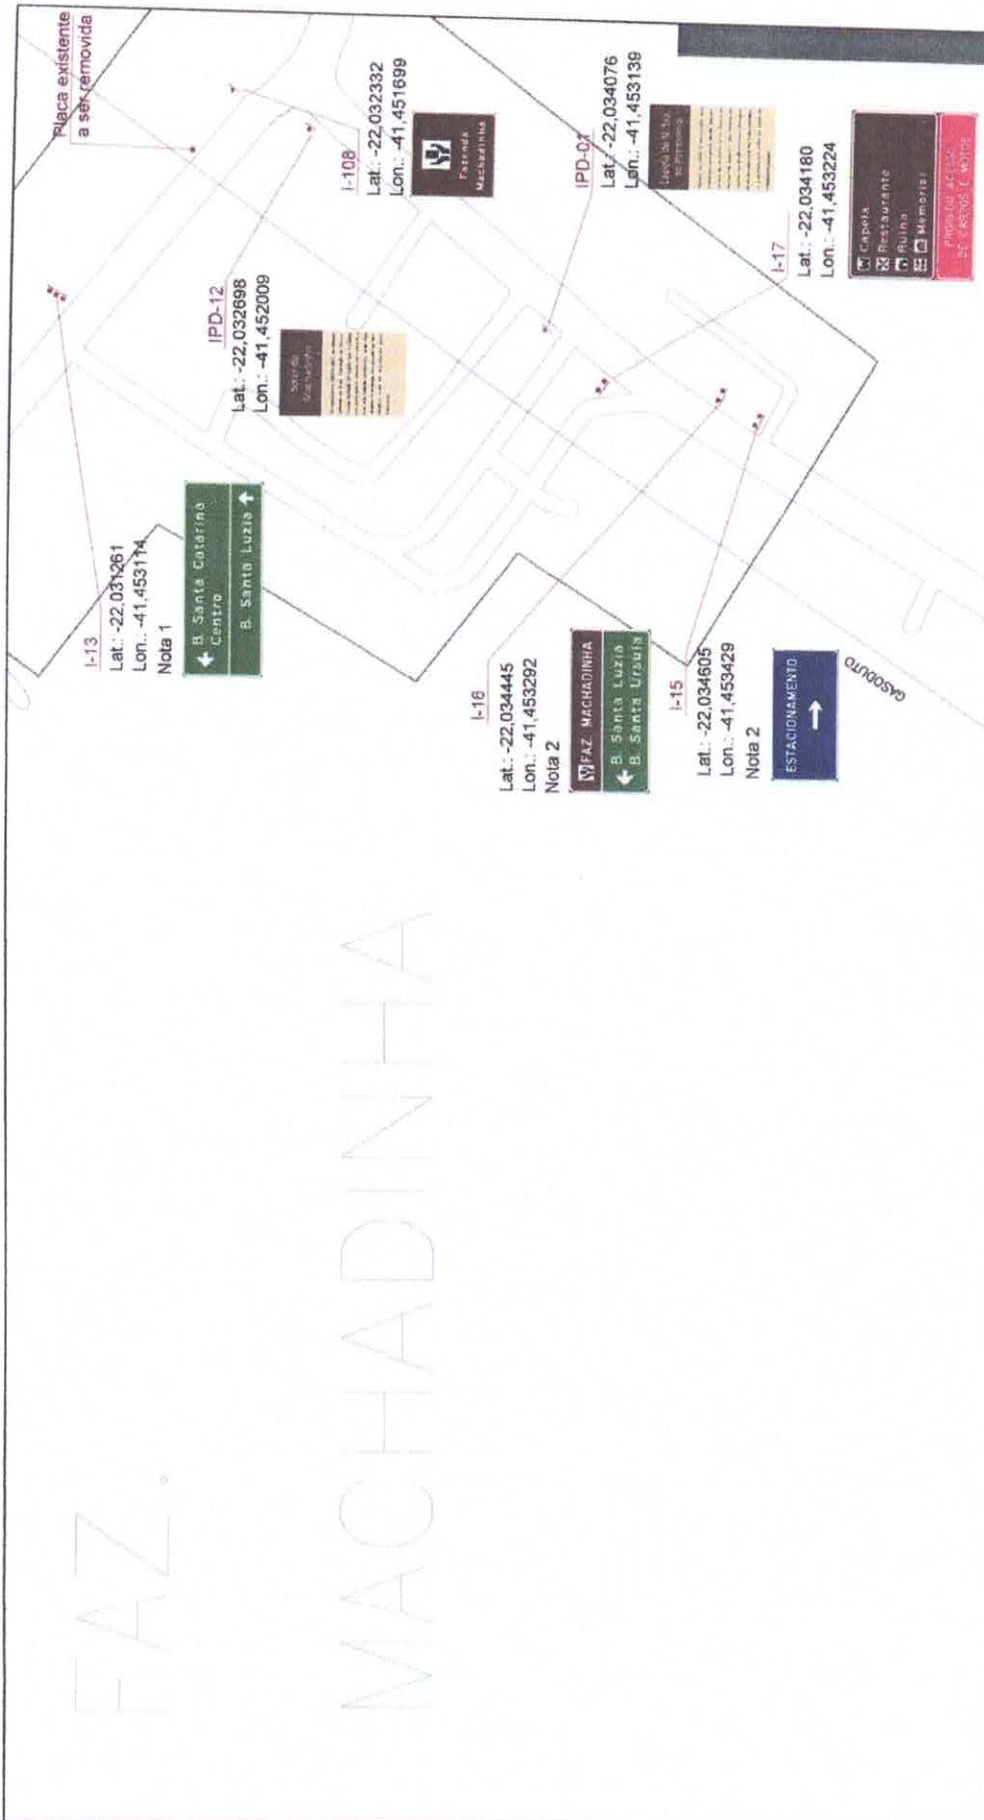 FAZ.
MACHADINHA
Placa existente
a ser removida
I-13
Lat.: -22,031261
Lon.: -41,453114
Nota 1
← B. Santa Catarina
Centro
B. Santa Luzia ↑
IPD-12
Lat.: -22,032698
Lon.: -41,452009
I-108
Lat.: -22,032332
Lon.: -41,451699
Fazenda
Machadinha
I-16
Lat.: -22,034445
Lon.: -41,453292
Nota 2
FAZ. MACHADINHA
← B. Santa Luzia
B. Santa Ursula
I-15
Lat.: -22,034605
Lon.: -41,453429
Nota 2
ESTACIONAMENTO
→
GASODUTO
Lat.: -22,034076
Lon.: -41,453139
I-17
Lat.: -22,034180
Lon.: -41,453224
Capela
Restaurante
Ruina
Memorial
DE CARROS E MOTOS